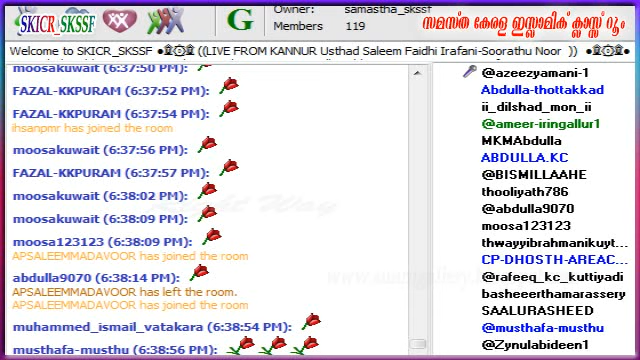 SKICR_SKSSF
G
Owner: samastha_skssf
Members 119
സമസ്ത കേരള ഇസ്ലാമിക് ക്ലാസ്സ് റൂം
Welcome to SKICR_SKSSF ●۩۞۩● ((LIVE FROM KANNUR Usthad Saleem Faidhi Irafani-Soorathu Noor )) ●۩۞۩●
moosakuwait (6:37:50 PM):
FAZAL-KKPURAM (6:37:52 PM):
FAZAL-KKPURAM (6:37:54 PM):
ihsanpmr has joined the room
moosakuwait (6:37:56 PM):
FAZAL-KKPURAM (6:37:57 PM):
moosakuwait (6:38:02 PM):
moosakuwait (6:38:09 PM):
moosa123123 (6:38:09 PM):
APSALEEMMADAVOOR has joined the room
abdulla9070 (6:38:14 PM):
APSALEEMMADAVOOR has left the room.
APSALEEMMADAVOOR has joined the room
muhammed_ismail_vatakara (6:38:54 PM):
musthafa-musthu (6:38:56 PM):
@azeezyamani-1
Abdulla-thottakkad
ii_dilshad_mon_ii
@ameer-iringallur1
MKMAbdulla
ABDULLA.KC
@BISMILLAAHE
thooliyath786
@abdulla9070
moosa123123
thwayyibrahmanikuyt...
CP-DHOSTH-AREAC...
@rafeeq_kc_kuttiyadi
basheeerthamarassery
SAALURASHEED
@musthafa-musthu
@Zynulabideen1